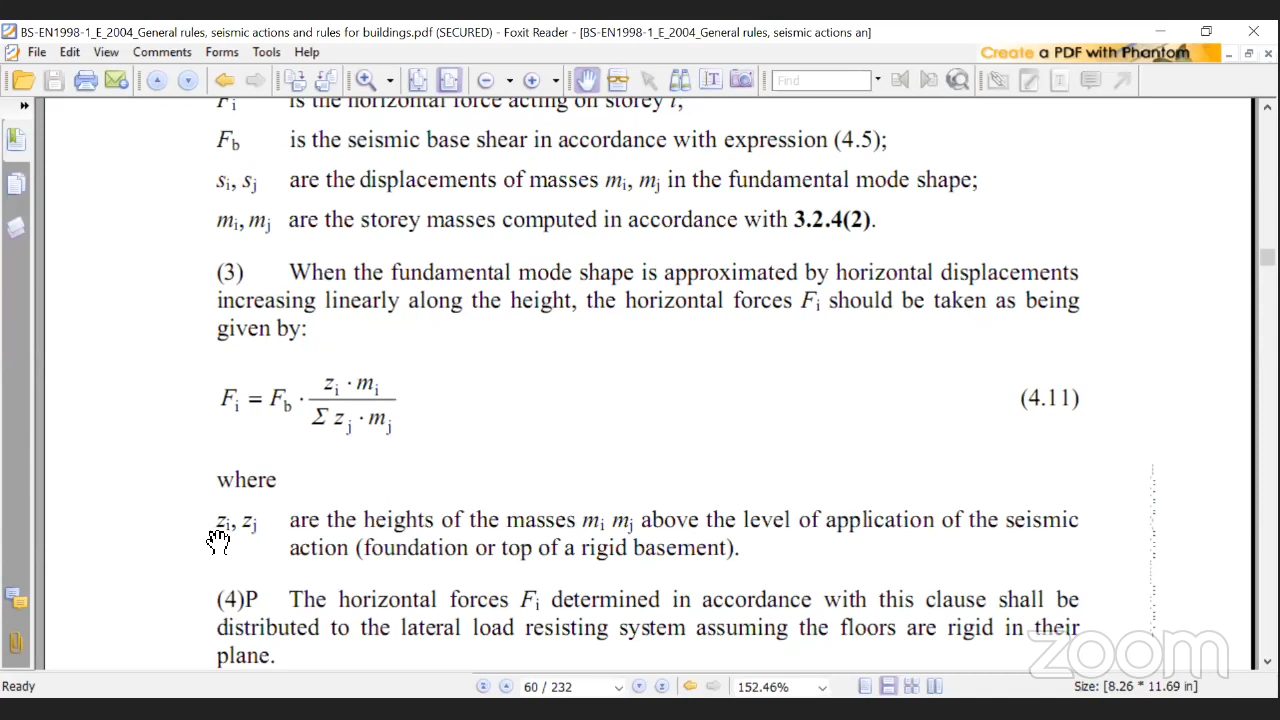 BS-EN1998-1_E_2004_General rules, seismic actions and rules for buildings.pdf (SECURED) - Foxit Reader - [BS-EN1998-1_E_2004_General rules, seismic actions an]
File Edit View Comments Forms Tools Help
Create a PDF with Phantom
Find
Fi is the horizontal force acting on storey i;
Fb is the seismic base shear in accordance with expression (4.5);
si, sj are the displacements of masses mi, mj in the fundamental mode shape;
mi, mj are the storey masses computed in accordance with 3.2.4(2).
(3) When the fundamental mode shape is approximated by horizontal displacements
increasing linearly along the height, the horizontal forces Fi should be taken as being
given by:
Fi = Fb · zi · mi / Σ zj · mj (4.11)
where
zi, zj are the heights of the masses mi mj above the level of application of the seismic
action (foundation or top of a rigid basement).
(4)P The horizontal forces Fi determined in accordance with this clause shall be
distributed to the lateral load resisting system assuming the floors are rigid in their
plane.
zoom
Ready 60 / 232 152.46% Size: [8.26 * 11.69 in]